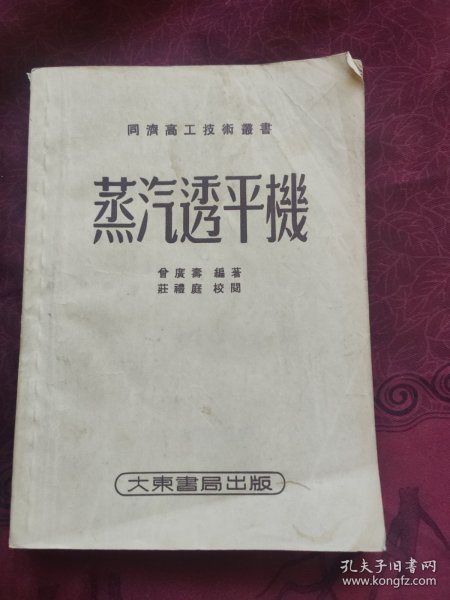 同濟高工技術叢書
蒸汽透平機
曾廣壽 編著
莊禮庭 校閱
大東書局出版
孔夫子旧书网
www.kongfz.com